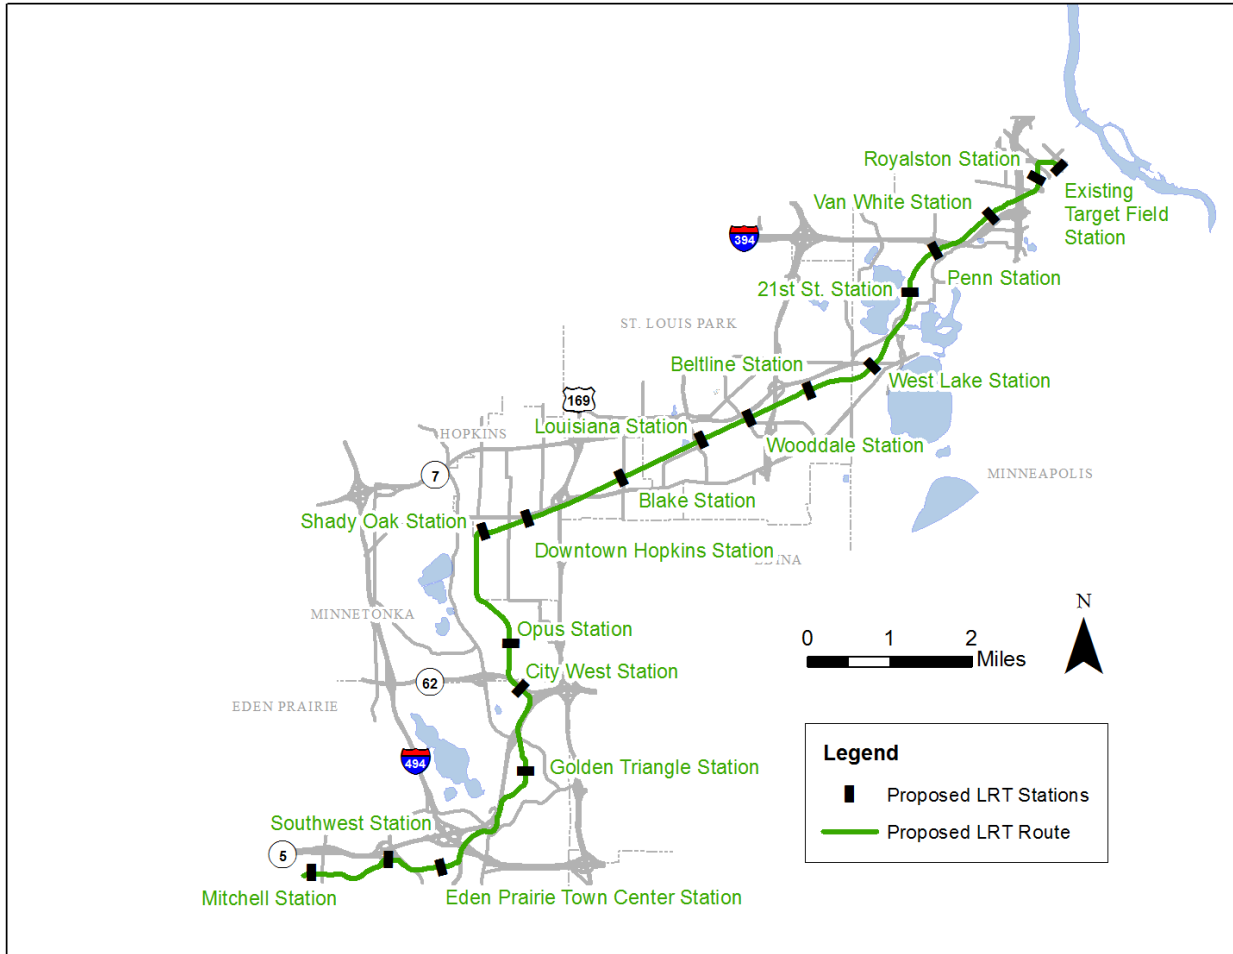 Royalston Station
Existing
Target Field
Station
Van White Station
394
Penn Station
21st St. Station
ST. LOUIS PARK
Beltline Station
West Lake Station
169
Louisiana Station
HOPKINS
Wooddale Station
7
MINNEAPOLIS
Blake Station
Shady Oak Station
Downtown Hopkins Station
MINNETONKA
N
Opus Station
0 1 2
Miles
City West Station
62
EDEN PRAIRIE
Legend
494
Golden Triangle Station
Proposed LRT Stations
Southwest Station
Proposed LRT Route
5
Mitchell Station
Eden Prairie Town Center Station